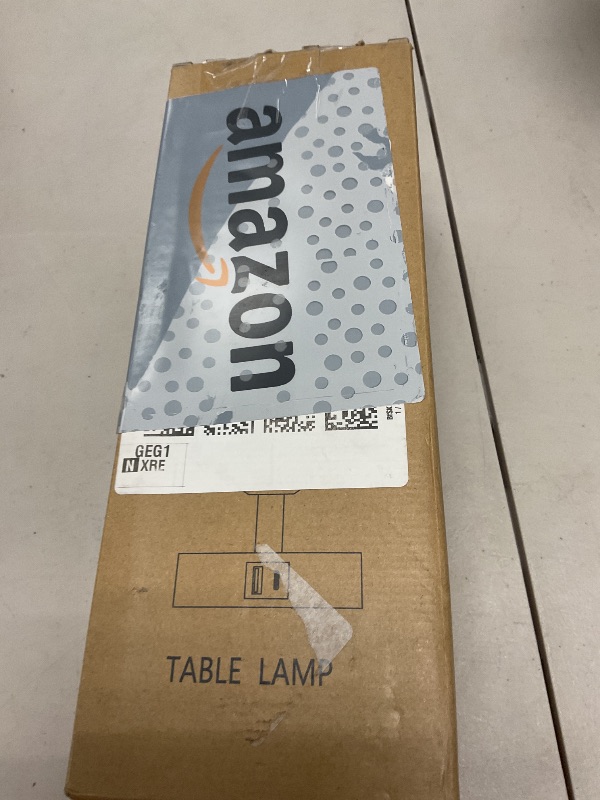 amazon
GEG1
N XRE
TABLE LAMP